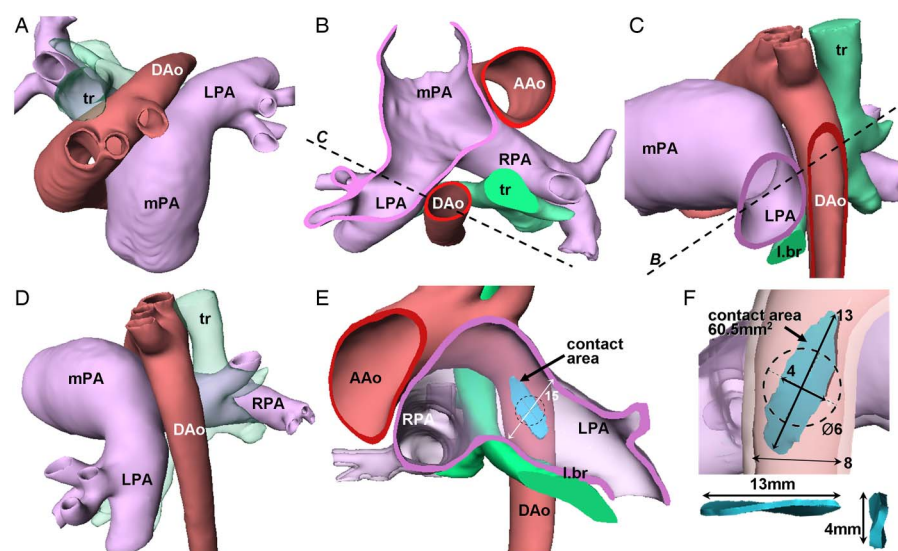 A
tr
DAo
LPA
mPA
B
mPA
AAo
C
RPA
LPA
DAo
tr
C
tr
mPA
LPA
DAo
B
l.br
D
tr
mPA
DAo
RPA
LPA
E
contact
area
AAo
15
RPA
LPA
l.br
DAo
F
contact area
60.5mm²
13
4
Ø6
8
13mm
4mm